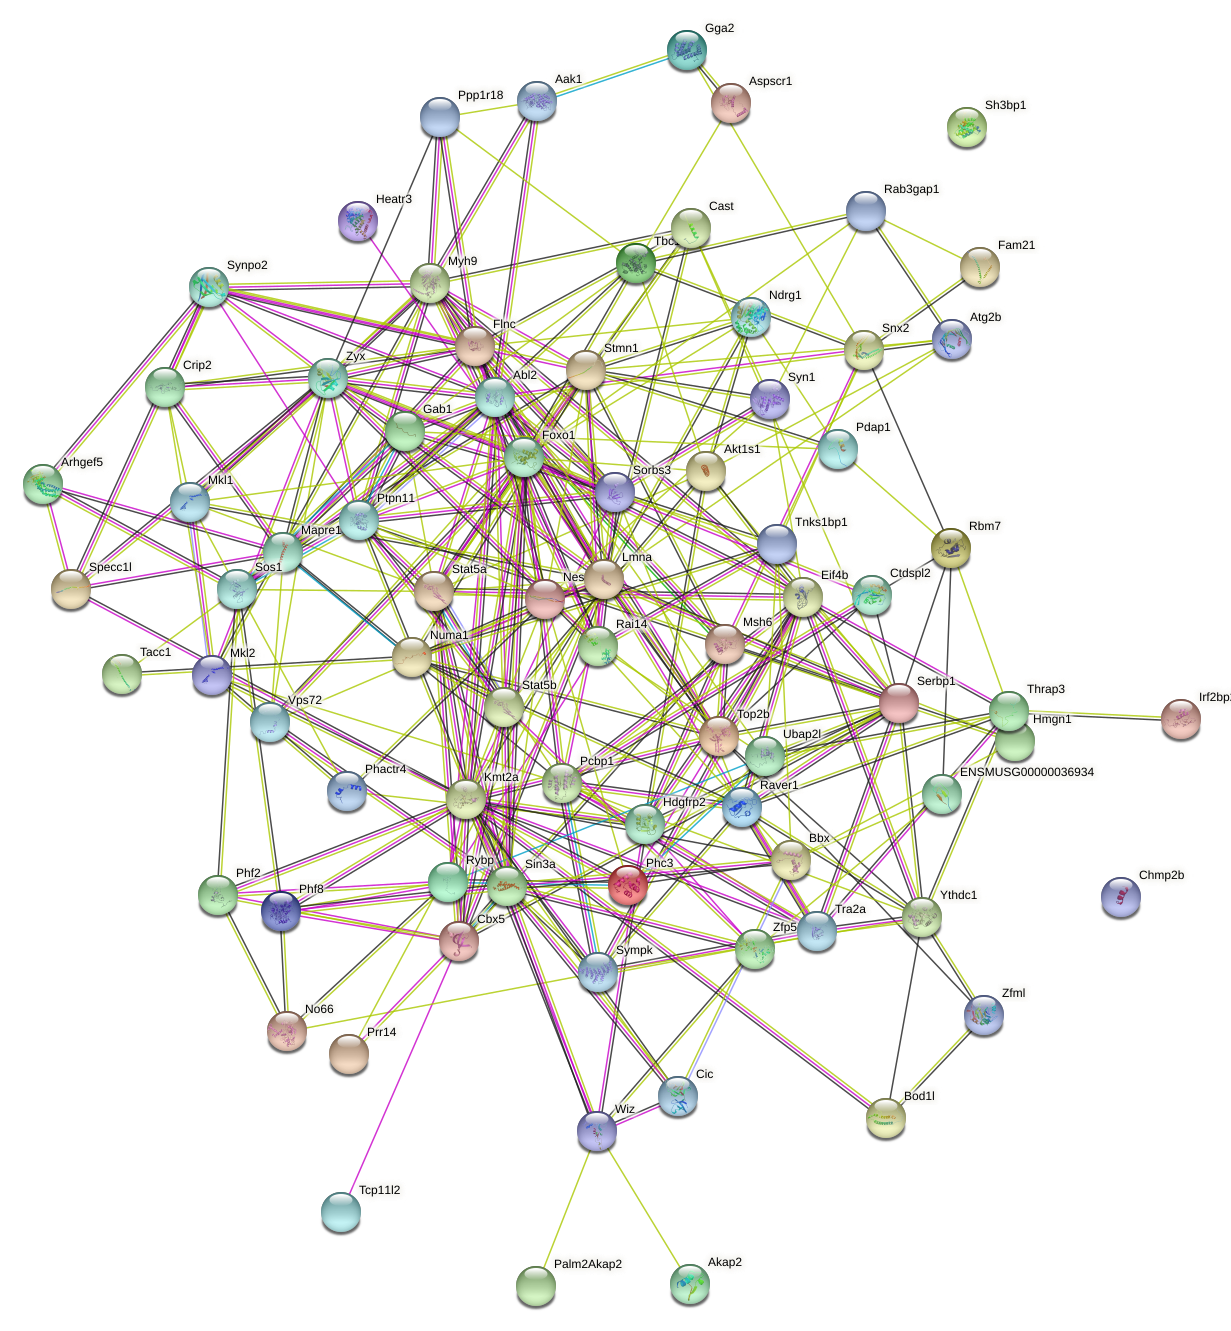 Gga2
Aak1
Aspscr1
Ppp1r18
Sh3bp1
Rab3gap1
Heatr3
Cast
Tbc1
Fam21
Myh9
Synpo2
Ndrg1
Atg2b
Flnc
Snx2
Stmn1
Zyx
Crip2
Abl2
Syn1
Gab1
Pdap1
Foxo1
Akt1s1
Arhgef5
Mkl1
Sorbs3
Ptpn11
Tnks1bp1
Rbm7
Mapre1
Lmna
Specc1l
Sos1
Stat5a
Nes
Eif4b
Ctdspl2
Rai14
Msh6
Numa1
Tacc1
Mkl2
Serbp1
Stat5b
Thrap3
Irf2bp
Vps72
Top2b
Hmgn1
Ubap2l
Phactr4
Pcbp1
ENSMUSG00000036934
Kmt2a
Raver1
Hdgfrp2
Bbx
Rybp
Sin3a
Phc3
Phf2
Phf8
Chmp2b
Ythdc1
Cbx5
Tra2a
Zfp5
Sympk
Zfml
No66
Prr14
Cic
Bod1l
Wiz
Tcp11l2
Palm2Akap2
Akap2